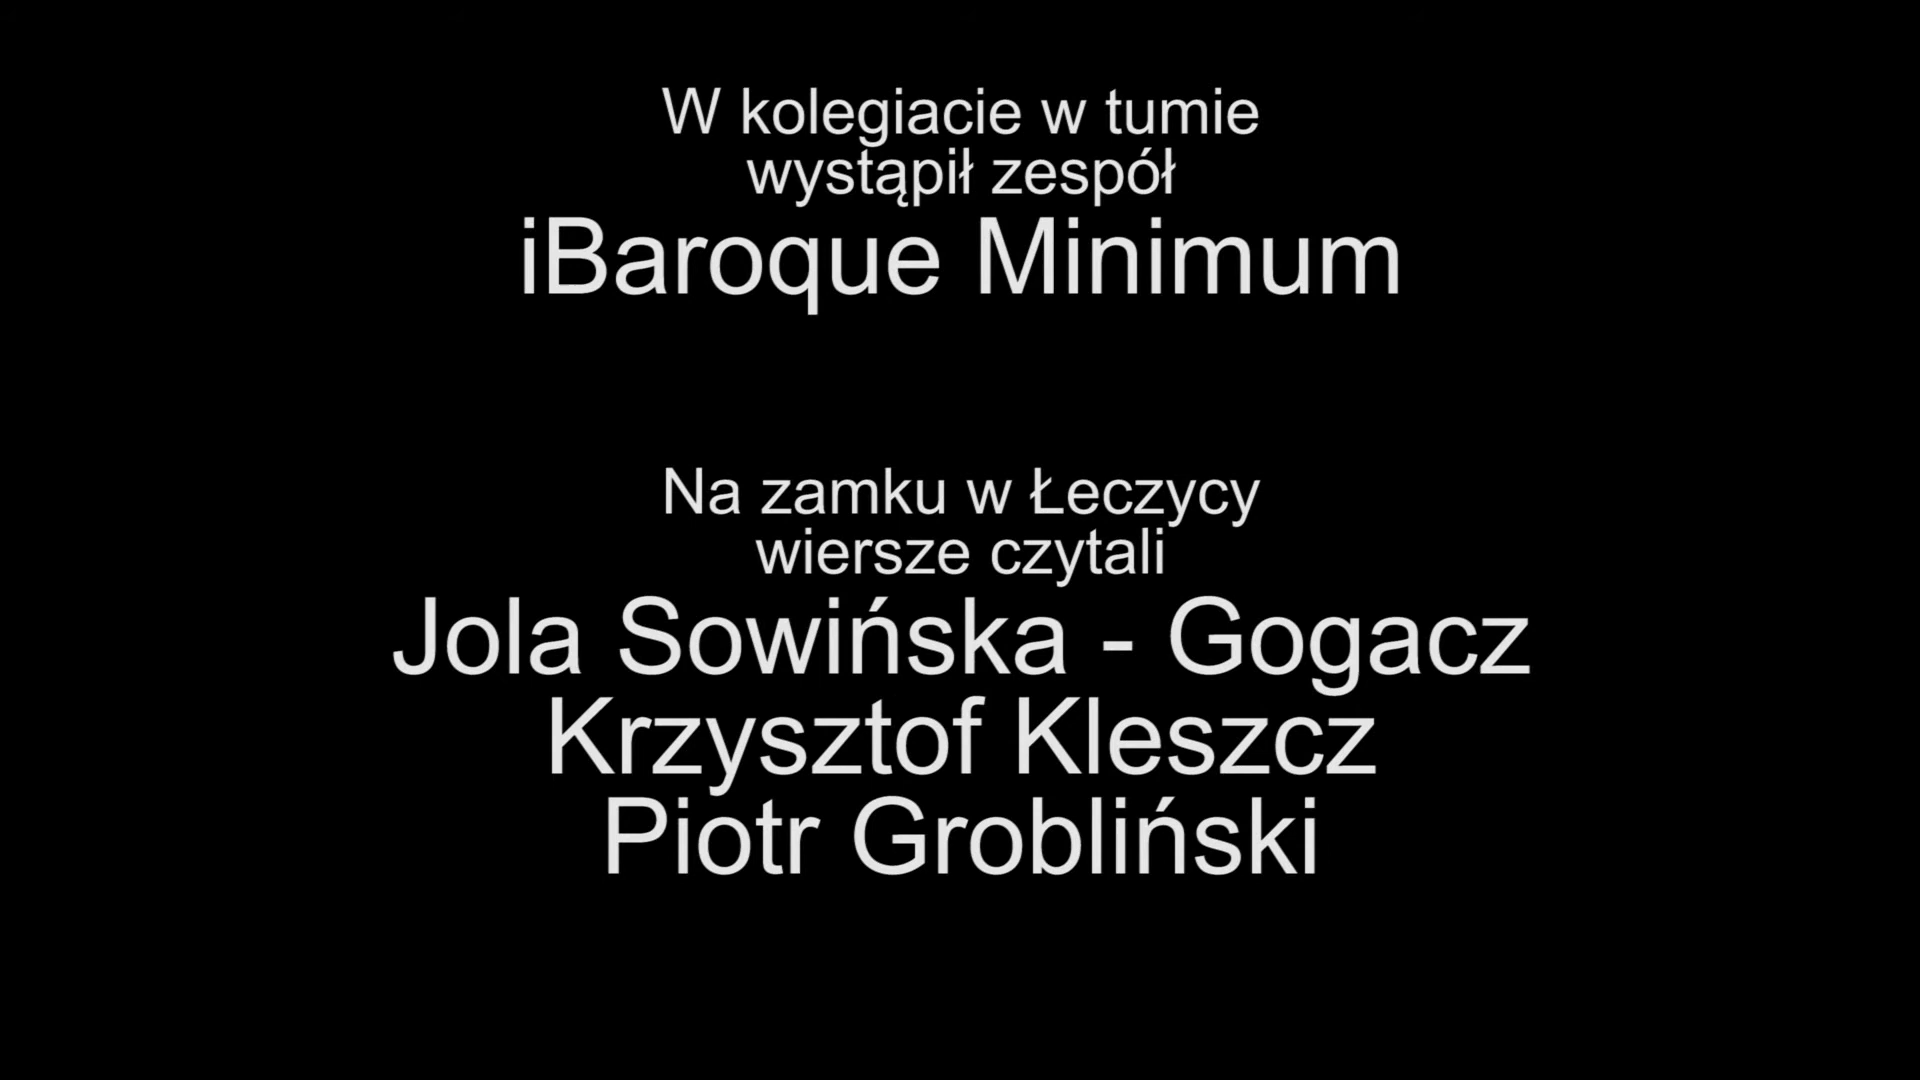 W kolegiacie w tumie
wystąpił zespół
iBaroque Minimum
Na zamku w Łeczycy
wiersze czytali
Jola Sowińska - Gogacz
Krzysztof Kleszcz
Piotr Grobliński